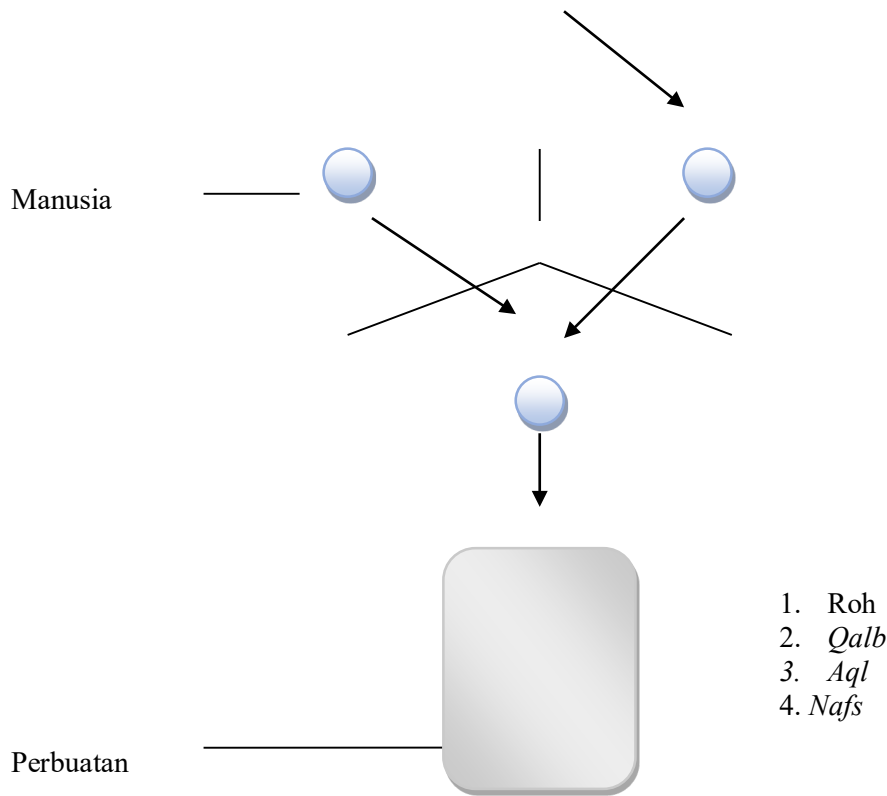 Manusia
1. Roh
2. Qalb
3. Aql
4. Nafs
Perbuatan